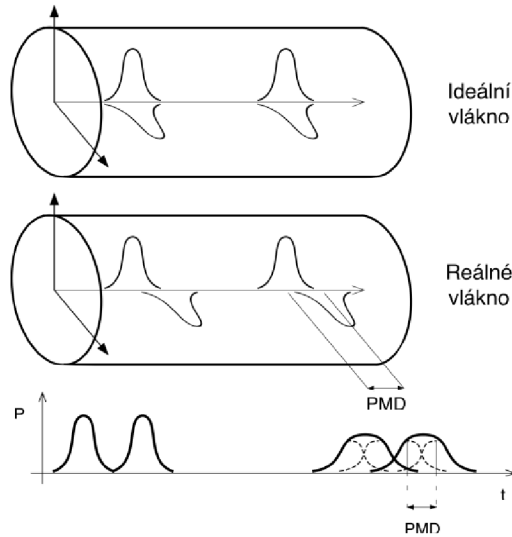 Ideální
vlákno
Reálné
vlákno
PMD
P
t
PMD